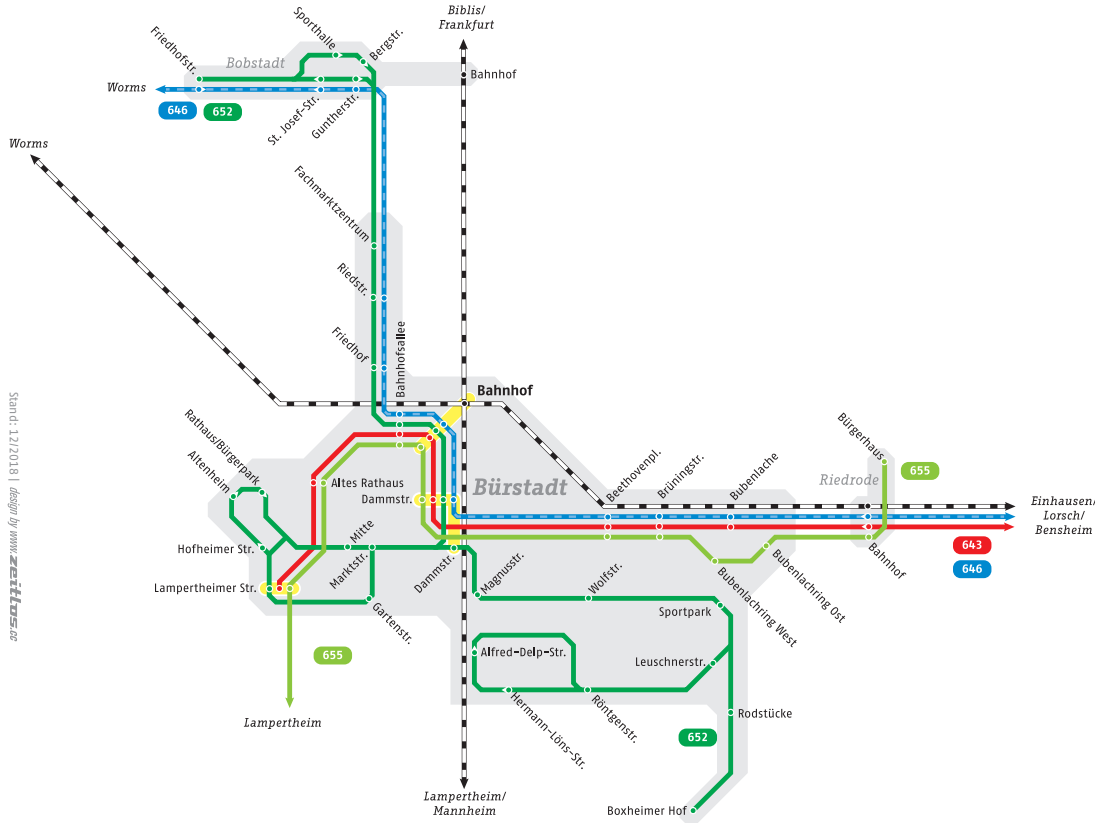 Biblis/
Frankfurt
Sporthalle
Bergstr.
Friedhofstr.
Bobstadt
Bahnhof
Worms
646
652
St. Josef-Str.
Guntherstr.
Worms
Fachmarktzentrum
Riedstr.
Friedhof
Bahnhofsallee
Bahnhof
Rathaus/Bürgerpark
Altenheim
Altes Rathaus
Dammstr.
Bürstadt
Beethovenpl.
Brüningstr.
Bubenlache
Bürgerhaus
655
Riedrode
Einhausen/
Lorsch/
Bensheim
643
646
Hofheimer Str.
Mitte
Marktstr.
Dammstr.
Magnusstr.
Wolfstr.
Bubenlachring West
Bubenlachring Ost
Bahnhof
Lampertheimer Str.
Gartenstr.
Sportpark
655
Alfred-Delp-Str.
Leuschnerstr.
Hermann-Löns-Str.
Röntgenstr.
Rodstücke
652
Lampertheim
Lampertheim/
Mannheim
Boxheimer Hof
Stand: 12/2018 | design by www.zeitlos.cc